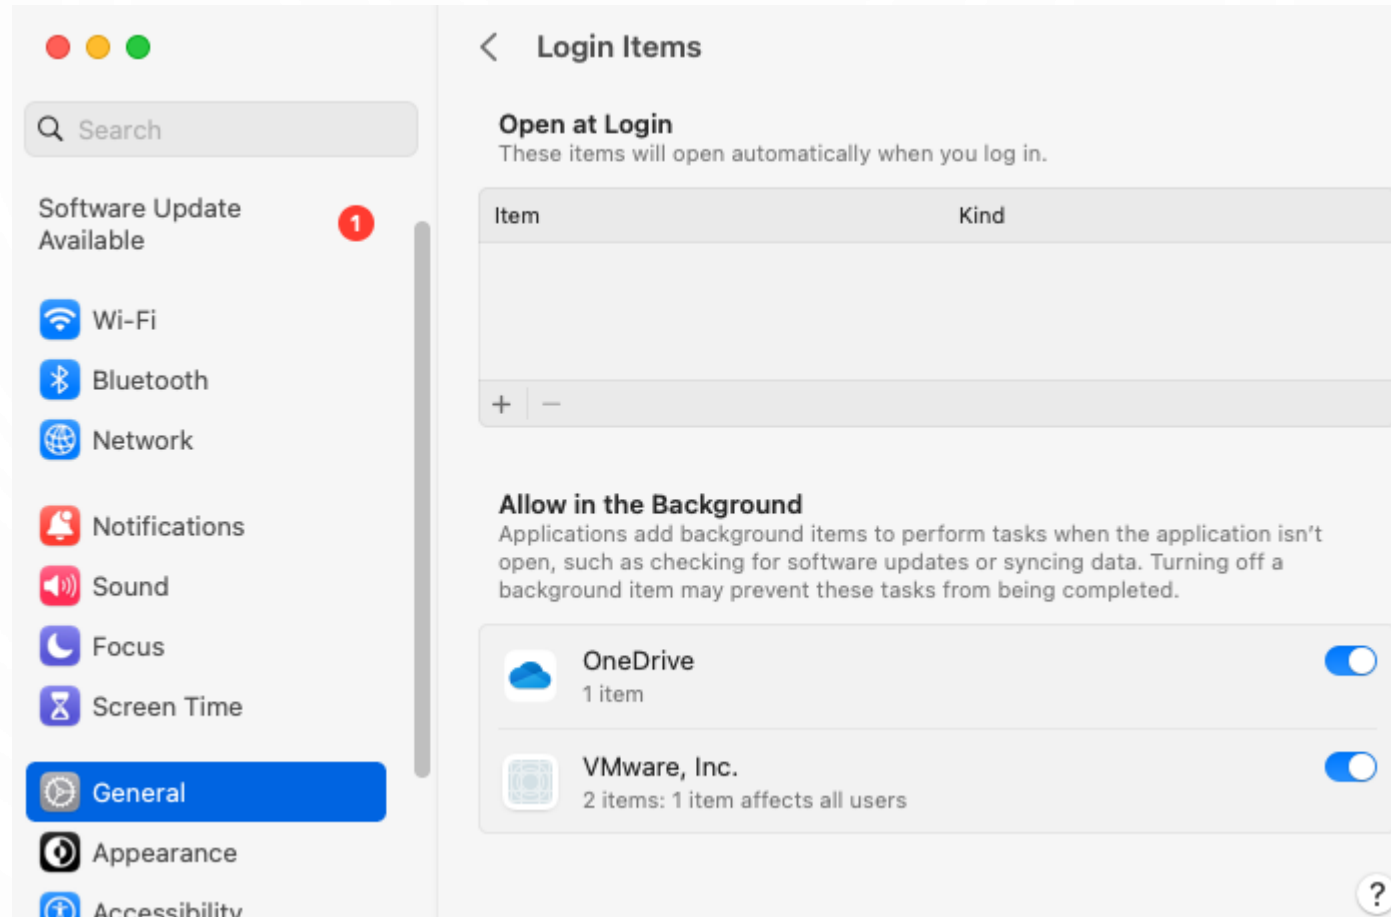 Login Items
Search
Software Update
Available
1
Wi-Fi
Bluetooth
Network
Notifications
Sound
Focus
Screen Time
General
Appearance
Accessibility
Open at Login
These items will open automatically when you log in.
Item Kind
+ −
Allow in the Background
Applications add background items to perform tasks when the application isn't
open, such as checking for software updates or syncing data. Turning off a
background item may prevent these tasks from being completed.
OneDrive
1 item
VMware, Inc.
2 items: 1 item affects all users
?